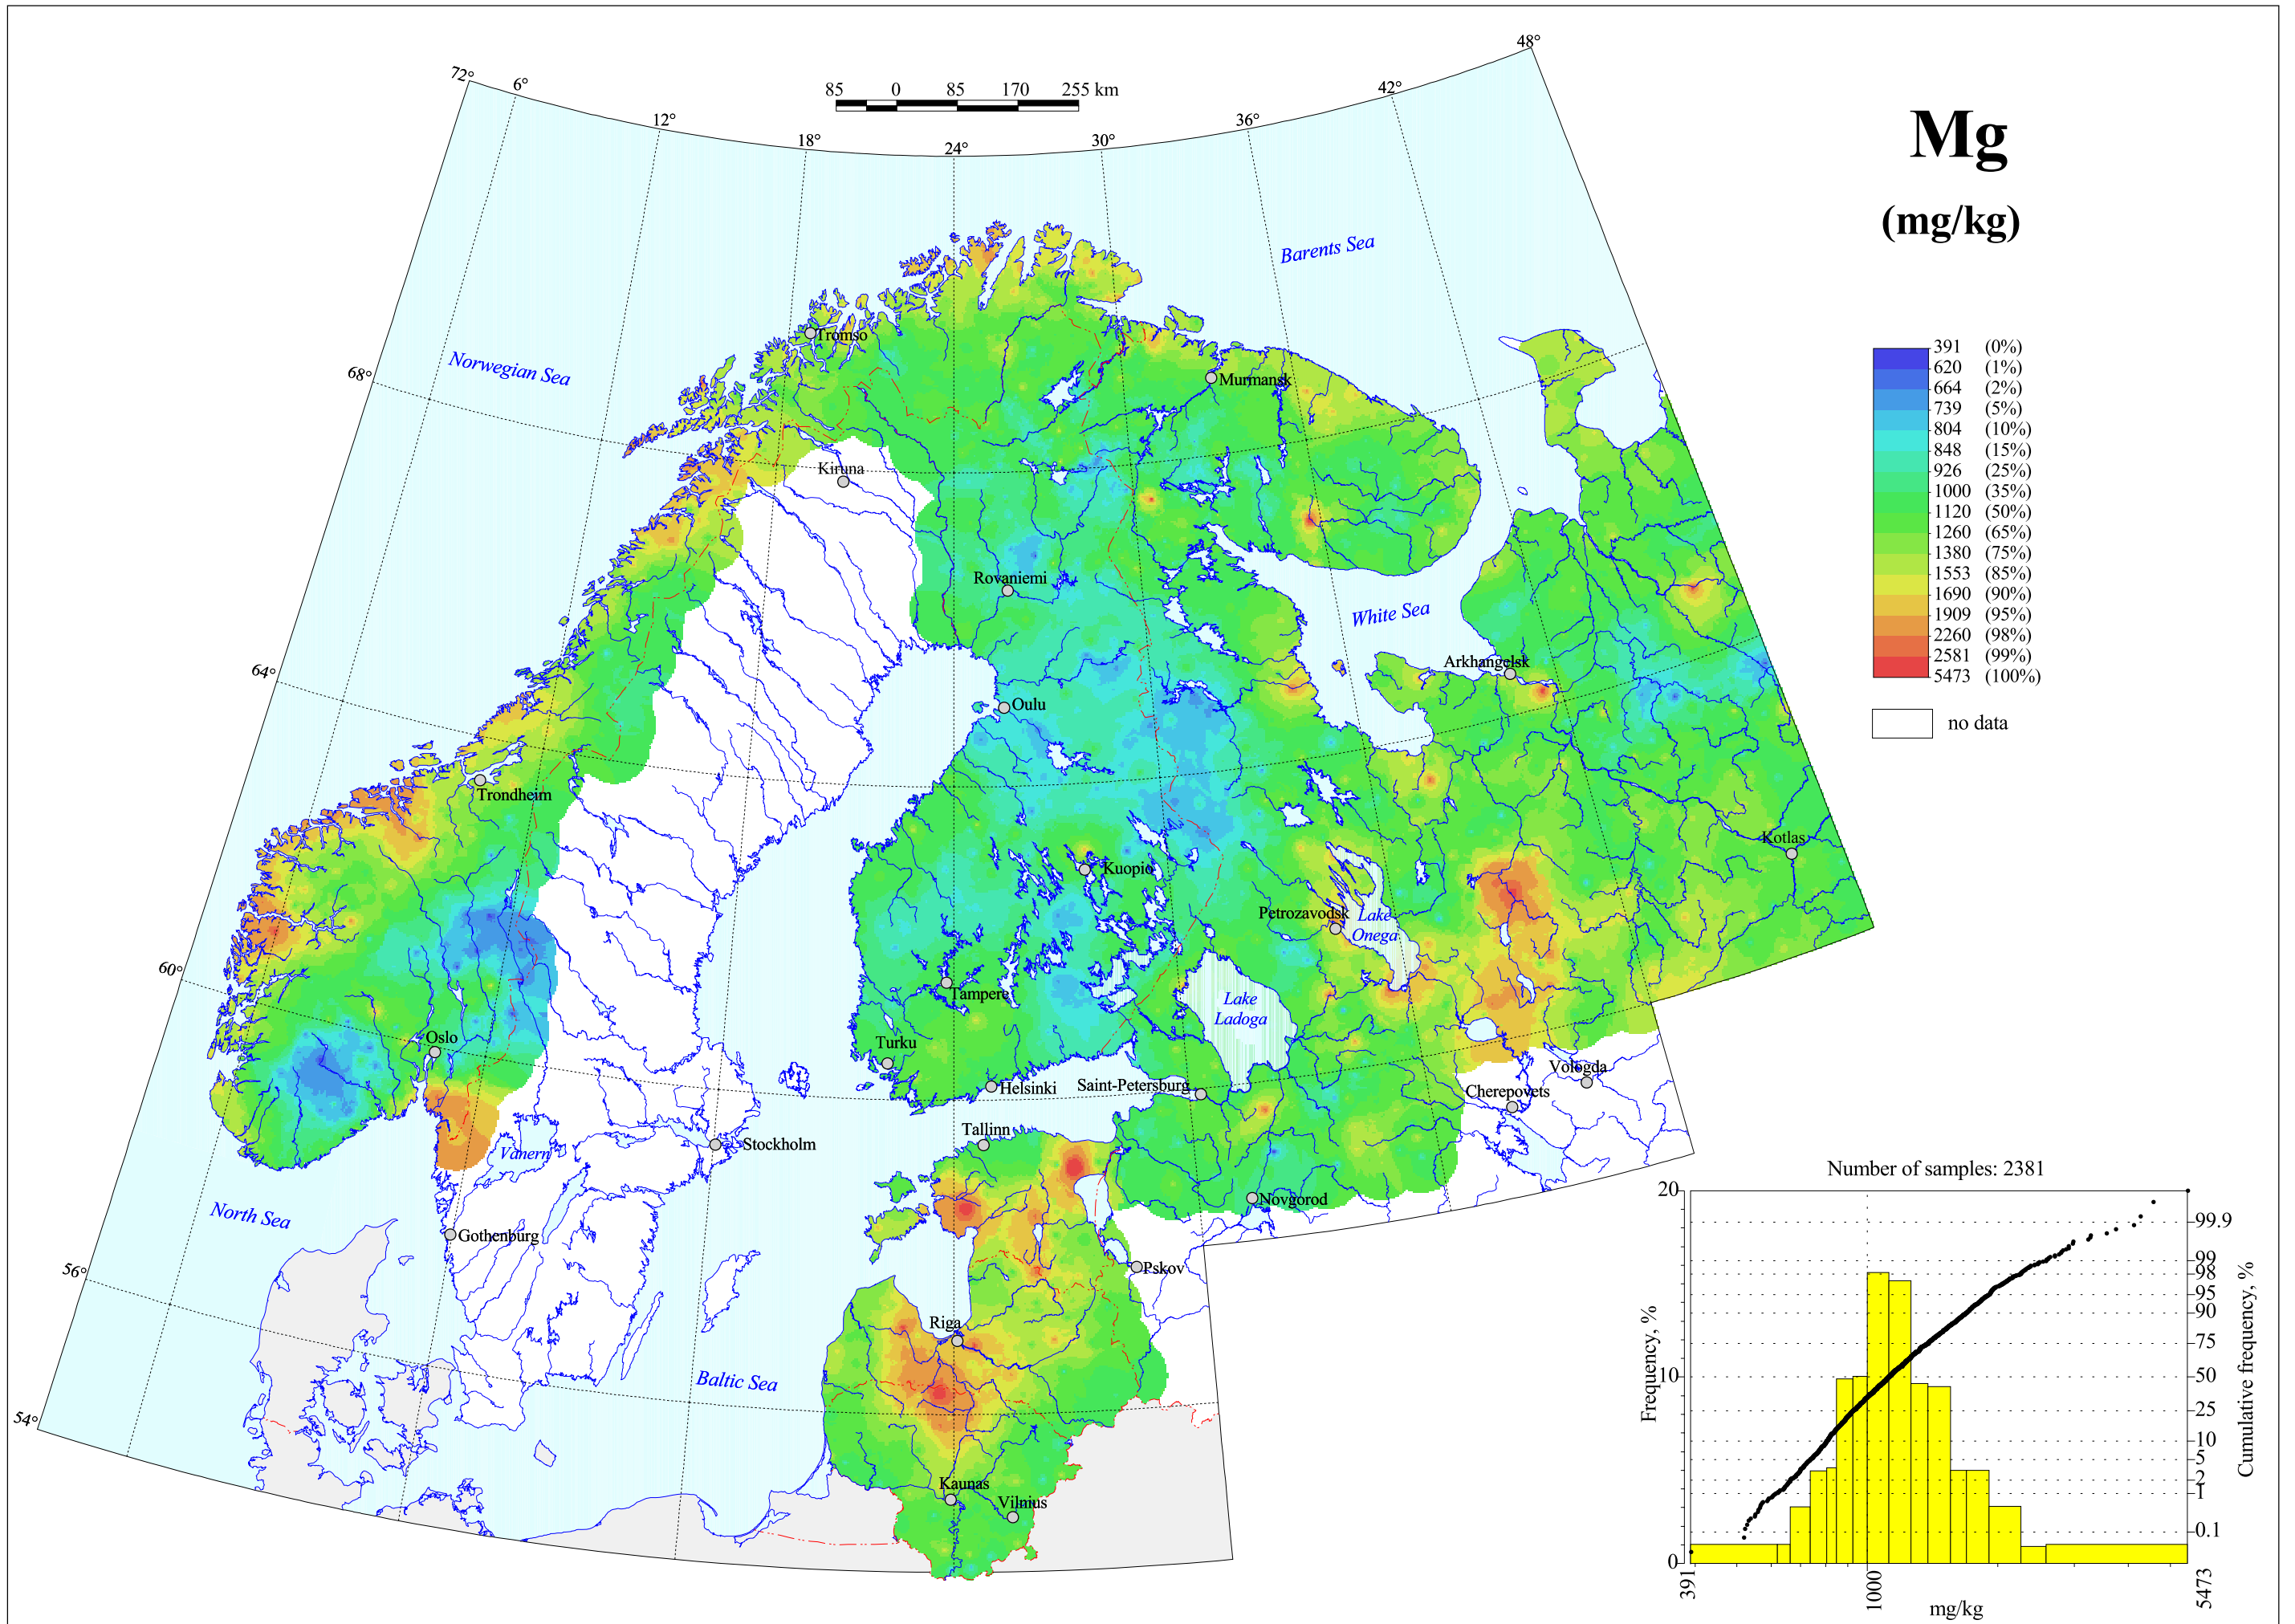 Mg
(mg/kg)
72°
6°
12°
18°
24°
30°
36°
42°
48°
85 0 85 170 255 km
Barents Sea
Norwegian Sea
68°
Tromso
Murmansk
Kiruna
Rovaniemi
White Sea
Arkhangelsk
64°
Oulu
Trondheim
Kotlas
Kuopio
Petrozavodsk
Lake
Onega
60°
Tampere
Lake
Ladoga
Oslo
Turku
Helsinki
Saint-Petersburg
Vologda
Cherepovets
Tallinn
Stockholm
Vanern
Novgorod
North Sea
Gothenburg
Pskov
56°
Riga
Baltic Sea
54°
Kaunas
Vilnius
391 (0%)
620 (1%)
664 (2%)
739 (5%)
804 (10%)
848 (15%)
926 (25%)
1000 (35%)
1120 (50%)
1260 (65%)
1380 (75%)
1553 (85%)
1690 (90%)
1909 (95%)
2260 (98%)
2581 (99%)
5473 (100%)
no data
Number of samples: 2381
20
10
0
Frequency, %
99.9
99
98
95
90
75
50
25
10
5
2
1
0.1
Cumulative frequency, %
391
1000
5473
mg/kg